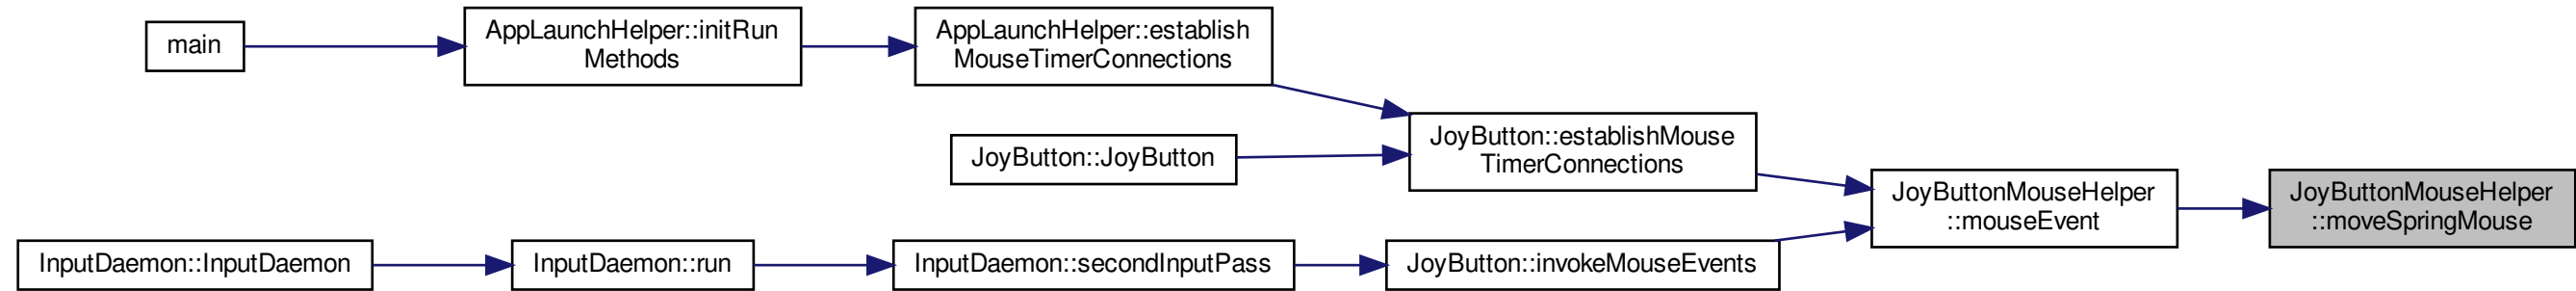 main
AppLaunchHelper::initRun
Methods
AppLaunchHelper::establish
MouseTimerConnections
JoyButton::JoyButton
JoyButton::establishMouse
TimerConnections
JoyButtonMouseHelper
::mouseEvent
JoyButtonMouseHelper
::moveSpringMouse
InputDaemon::InputDaemon
InputDaemon::run
InputDaemon::secondInputPass
JoyButton::invokeMouseEvents